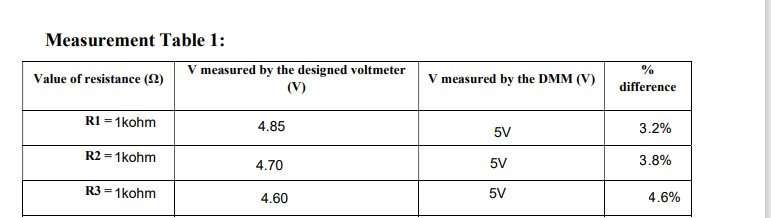 Measurement Table 1:
Value of resistance (Ω) V measured by the designed voltmeter (V) V measured by the DMM (V) % difference
R1 = 1kohm 4.85 5V 3.2%
R2 = 1kohm 4.70 5V 3.8%
R3 = 1kohm 4.60 5V 4.6%